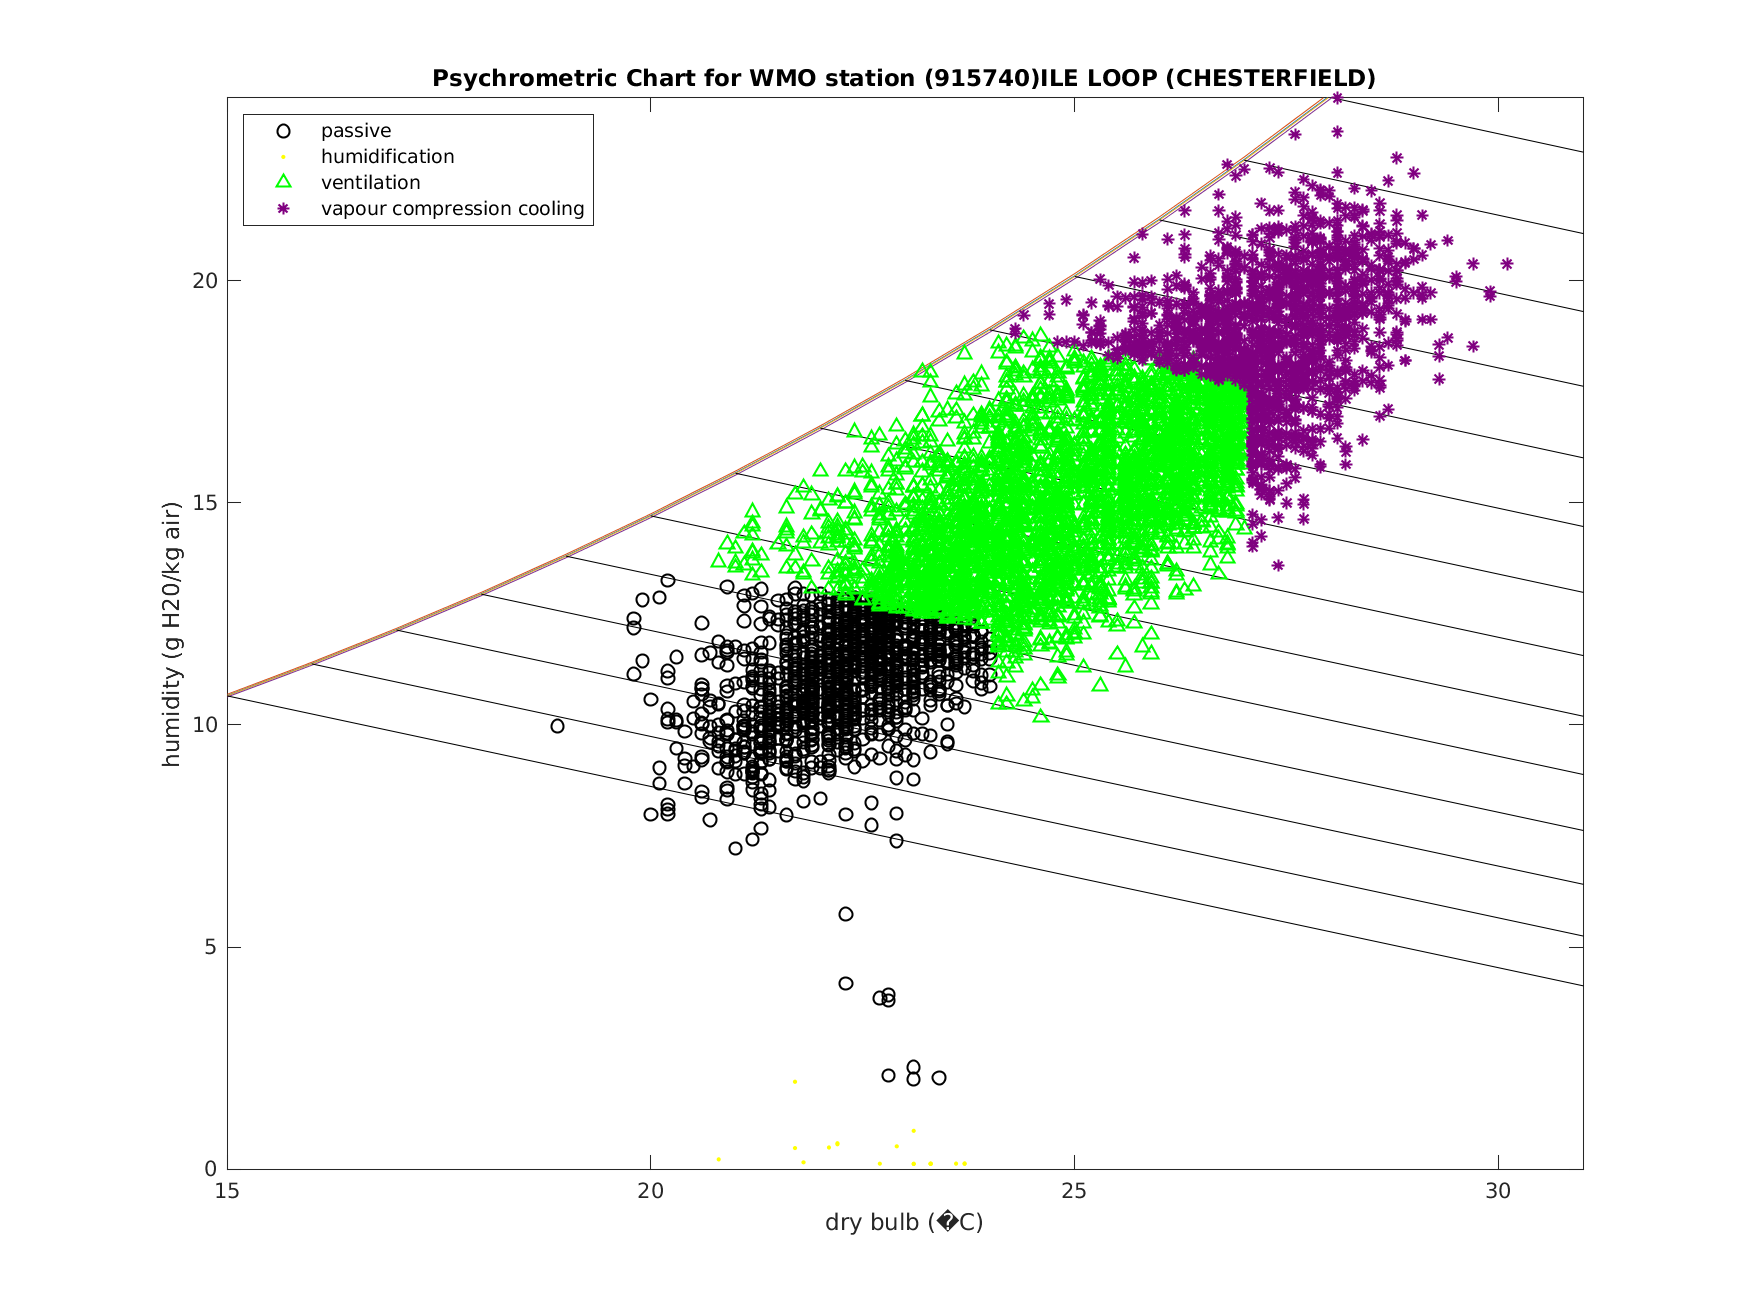 Psychrometric Chart for WMO station (915740)ILE LOOP (CHESTERFIELD)
passive
humidification
ventilation
vapour compression cooling
humidity (g H20/kg air)
20
15
10
5
0
15
20
25
30
dry bulb (�C)